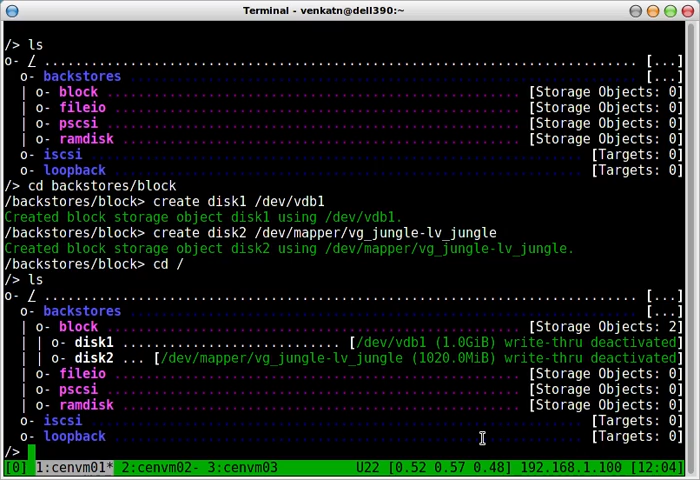 Terminal - venkatn@dell390:~
/> ls
o- / ......................................................................... [...]
  o- backstores .............................................................. [...]
  | o- block .................................................. [Storage Objects: 0]
  | o- fileio ................................................. [Storage Objects: 0]
  | o- pscsi .................................................. [Storage Objects: 0]
  | o- ramdisk ................................................ [Storage Objects: 0]
  o- iscsi ............................................................ [Targets: 0]
  o- loopback ......................................................... [Targets: 0]
/> cd backstores/block
/backstores/block> create disk1 /dev/vdb1
Created block storage object disk1 using /dev/vdb1.
/backstores/block> create disk2 /dev/mapper/vg_jungle-lv_jungle
Created block storage object disk2 using /dev/mapper/vg_jungle-lv_jungle.
/backstores/block> cd /
/> ls
o- / ......................................................................... [...]
  o- backstores .............................................................. [...]
  | o- block .................................................. [Storage Objects: 2]
  | | o- disk1 ........................... [/dev/vdb1 (1.0GiB) write-thru deactivated]
  | | o- disk2 ... [/dev/mapper/vg_jungle-lv_jungle (1020.0MiB) write-thru deactivated]
  | o- fileio ................................................. [Storage Objects: 0]
  | o- pscsi .................................................. [Storage Objects: 0]
  | o- ramdisk ................................................ [Storage Objects: 0]
  o- iscsi ............................................................ [Targets: 0]
  o- loopback ......................................................... [Targets: 0]
/>
[0] 1:cenvm01* 2:cenvm02- 3:cenvm03 U22 [0.52 0.57 0.48] 192.168.1.100 [12:04]